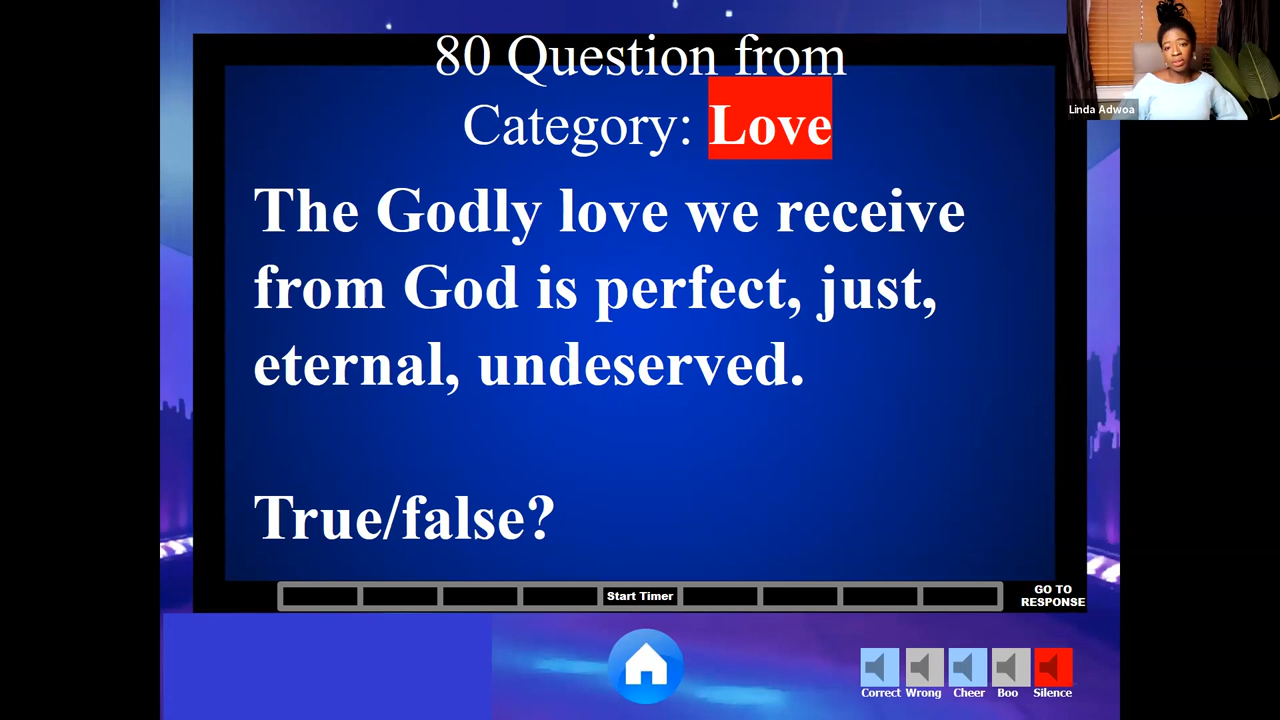 80 Question from
Category: Love
Linda Adwoa
The Godly love we receive
from God is perfect, just,
eternal, undeserved.
True/false?
Start Timer
GO TO
RESPONSE
Correct Wrong Cheer Boo Silence